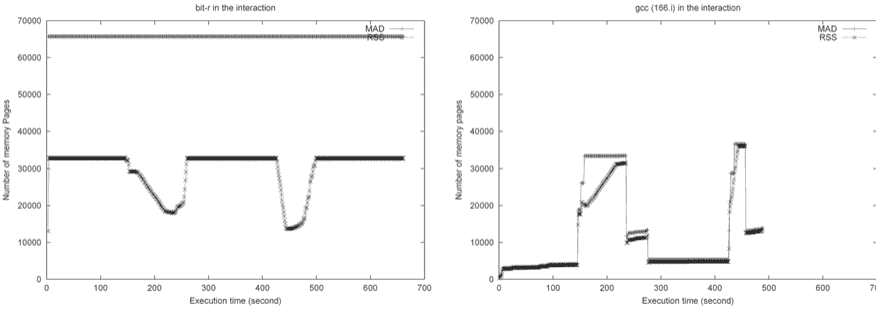 bit-r in the interaction
MAD
RSS
Number of memory Pages
70000
60000
50000
40000
30000
20000
10000
0
0 100 200 300 400 500 600 700
Execution time (second)
gcc (166.i) in the interaction
MAD
RSS
Number of memory pages
70000
60000
50000
40000
30000
20000
10000
0
0 100 200 300 400 500 600 700
Execution time (second)